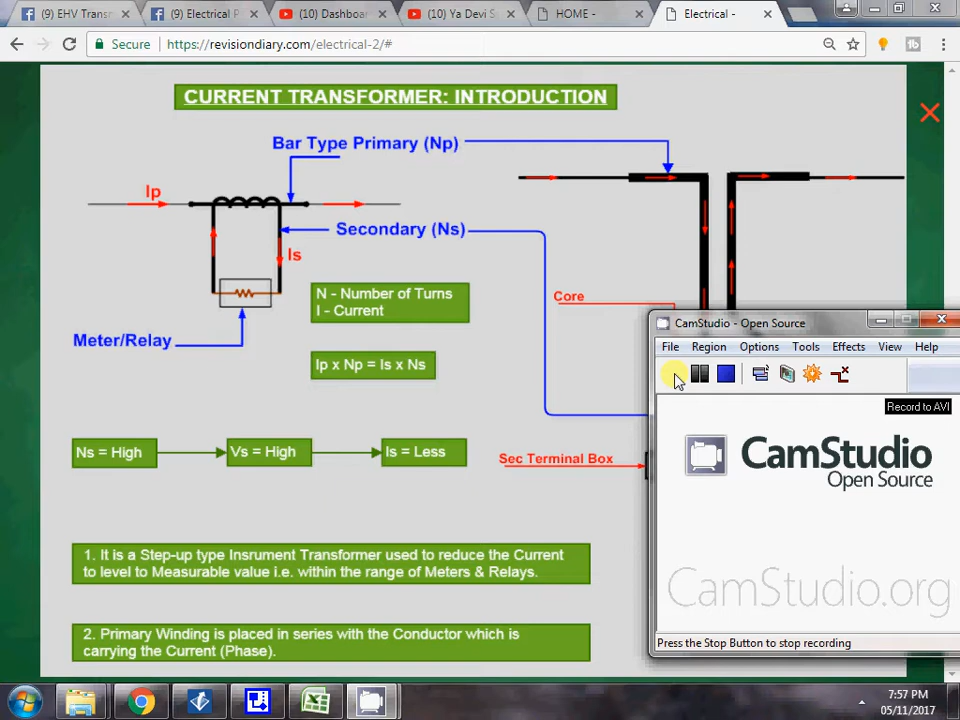 (9) EHV Transm
(9) Electrical P
(10) Dashboar
(10) Ya Devi S
HOME -
Electrical -
Secure
https://revisiondiary.com/electrical-2/#
CURRENT TRANSFORMER: INTRODUCTION
Bar Type Primary (Np)
Ip
Secondary (Ns)
Is
Core
N - Number of Turns
I - Current
Meter/Relay
Ip x Np = Is x Ns
Ns = High
Vs = High
Is = Less
Sec Terminal Box
1. It is a Step-up type Insrument Transformer used to reduce the Current
to level to Measurable value i.e. within the range of Meters & Relays.
2. Primary Winding is placed in series with the Conductor which is
carrying the Current (Phase).
CamStudio - Open Source
File Region Options Tools Effects View Help
Record to AVI
CamStudio
Open Source
CamStudio.org
Press the Stop Button to stop recording
7:57 PM
05/11/2017